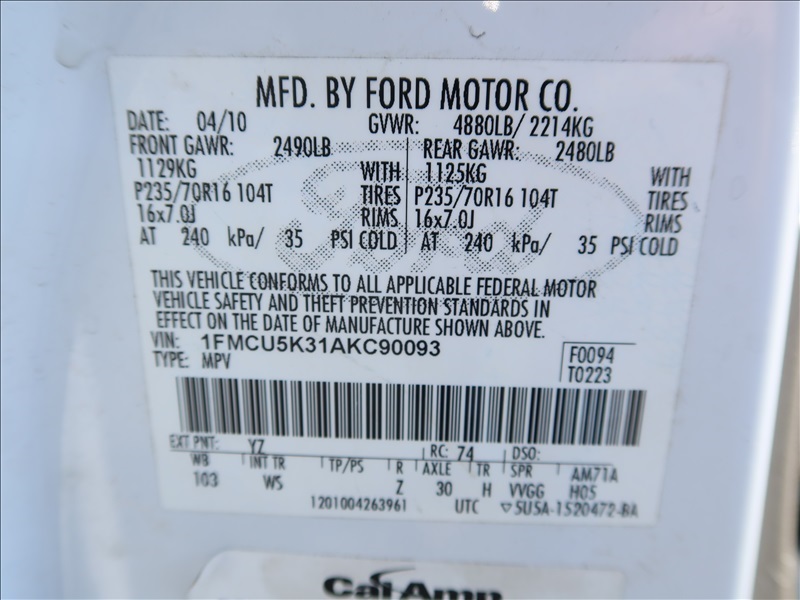 MFD. BY FORD MOTOR CO.
DATE: 04/10 GVWR: 4880LB/ 2214KG
FRONT GAWR: 2490LB REAR GAWR: 2480LB
1129KG WITH 1125KG WITH
P235/70R16 104T TIRES P235/70R16 104T TIRES
16x7.0J RIMS 16x7.0J RIMS
AT 240 kPa/ 35 PSI COLD AT 240 kPa/ 35 PSI COLD
Ford
THIS VEHICLE CONFORMS TO ALL APPLICABLE FEDERAL MOTOR
VEHICLE SAFETY AND THEFT PREVENTION STANDARDS IN
EFFECT ON THE DATE OF MANUFACTURE SHOWN ABOVE.
VIN: 1FMCU5K31AKC90093 F0094
TYPE: MPV T0223
EXT PNT: YZ RC: 74 DSO:
WB INT TR TP/PS R AXLE TR SPR AM71A
103 WS Z 30 H VVGG H05
1201004263961 UTC ▽5U5A-1520472-BA
CalAmp